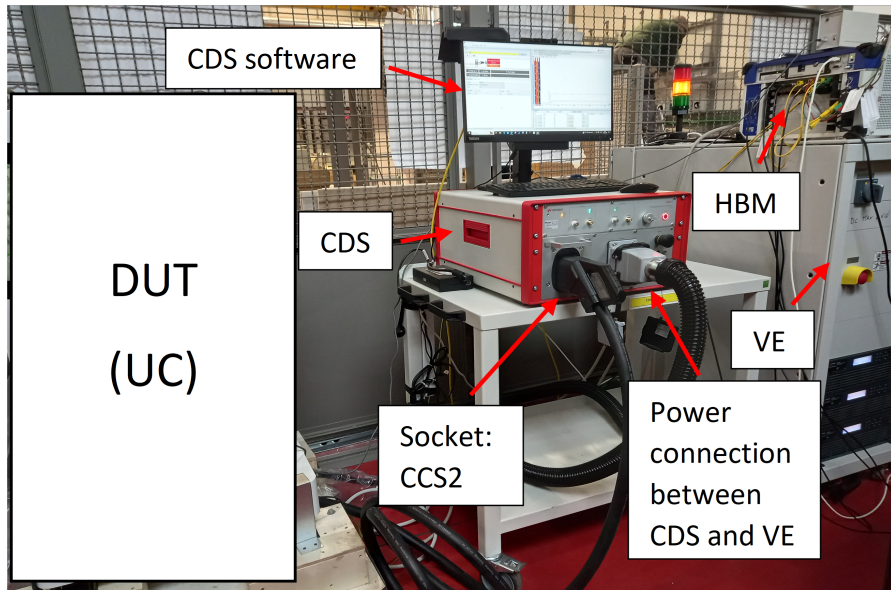 CDS software
DUT
(UC)
CDS
HBM
VE
Socket:
CCS2
Power
connection
between
CDS and VE